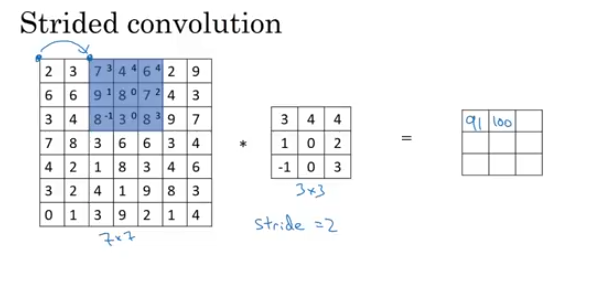 Strided convolution
2 3 7 3 4 4 6 4 2 9
6 6 9 1 8 0 7 2 4 3
3 4 8 -1 3 0 8 3 9 7
7 8 3 6 6 3 4
4 2 1 8 3 4 6
3 2 4 1 9 8 3
0 1 3 9 2 1 4
7×7
*
3 4 4
1 0 2
-1 0 3
3×3
stride = 2
=
91 100